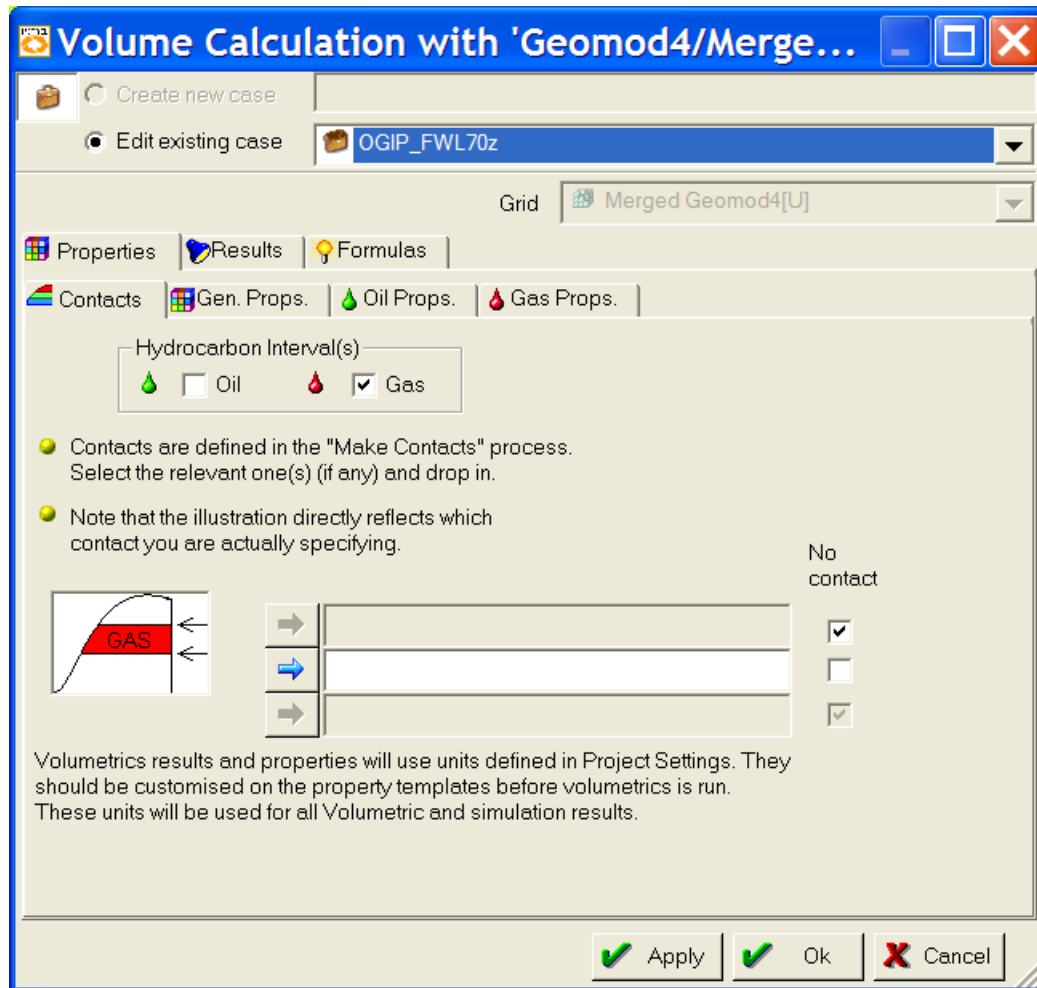 Volume Calculation with 'Geomod4/Merge...
Create new case
Edit existing case OGIP_FWL70z
Grid Merged Geomod4[U]
Properties Results Formulas
Contacts Gen. Props. Oil Props. Gas Props.
Hydrocarbon Interval(s)
Oil Gas
Contacts are defined in the "Make Contacts" process.
Select the relevant one(s) (if any) and drop in.
Note that the illustration directly reflects which
contact you are actually specifying.
No
contact
GAS
Volumetrics results and properties will use units defined in Project Settings. They
should be customised on the property templates before volumetrics is run.
These units will be used for all Volumetric and simulation results.
Apply Ok Cancel